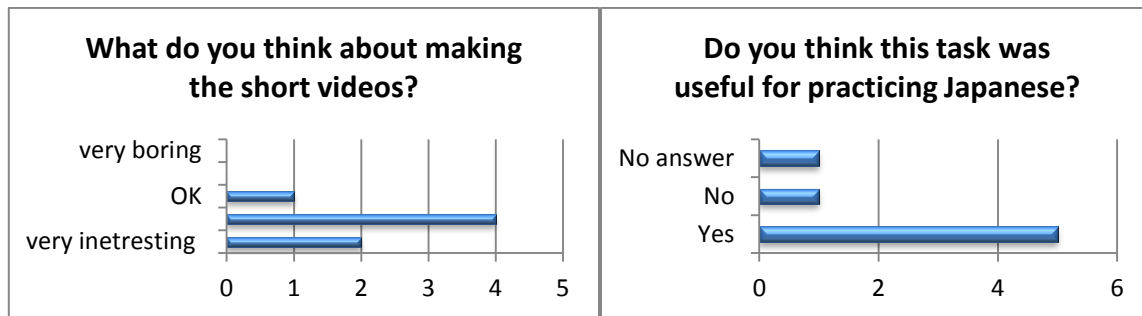 What do you think about making
the short videos?
very boring
OK
very inetresting
0 1 2 3 4 5
Do you think this task was
useful for practicing Japanese?
No answer
No
Yes
0 2 4 6